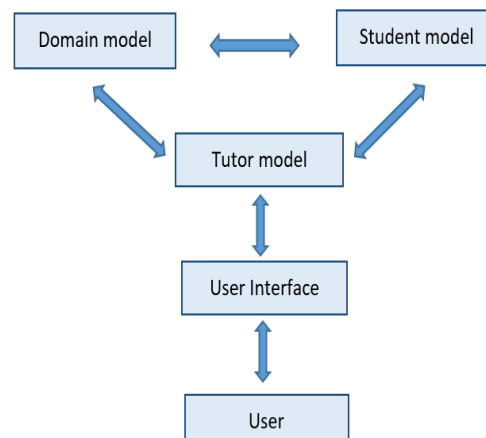 Domain model
Student model
Tutor model
User Interface
User